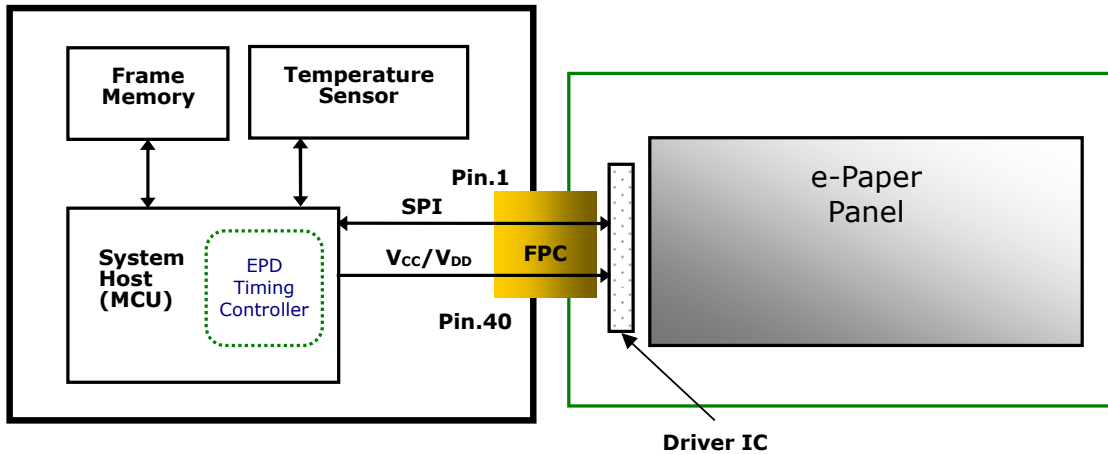 Frame
Memory
Temperature
Sensor
Pin.1
SPI
System
Host
(MCU)
EPD
Timing
Controller
VCC/VDD
FPC
Pin.40
e-Paper
Panel
Driver IC